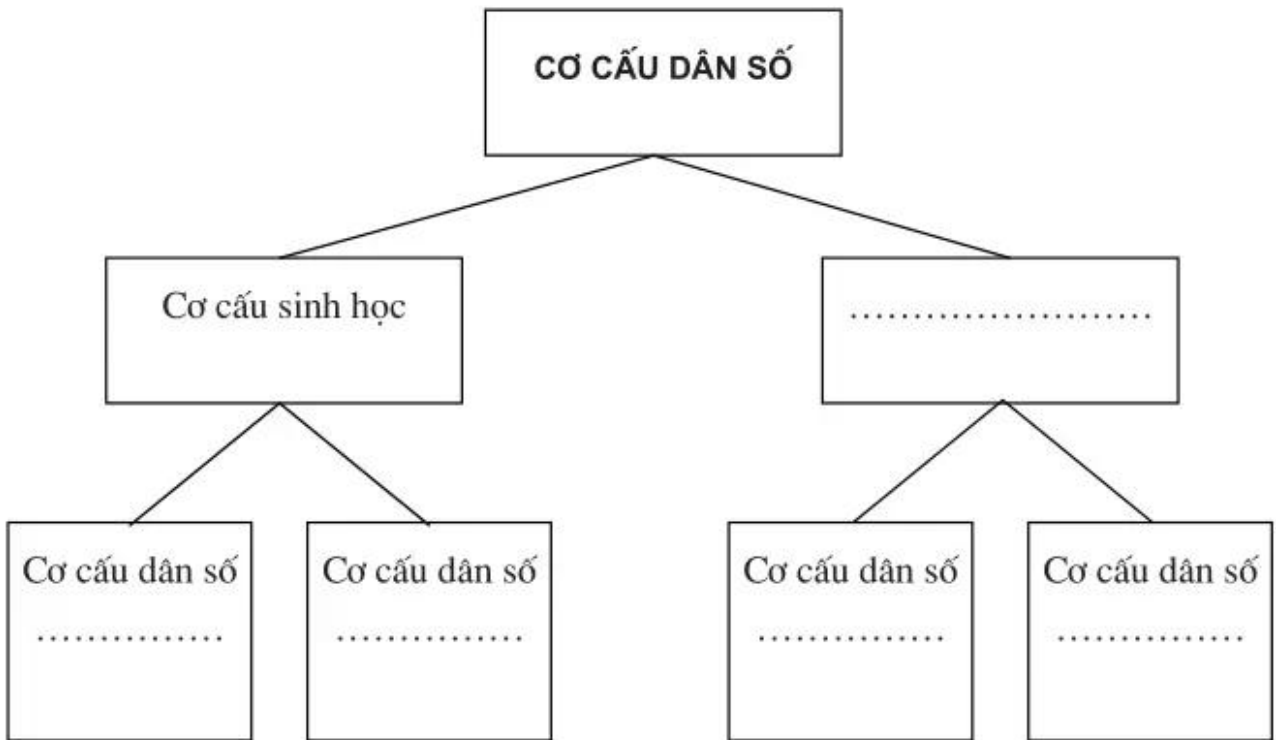 CƠ CẤU DÂN SỐ
Cơ cấu sinh học
........................
Cơ cấu dân số
...............
Cơ cấu dân số
...............
Cơ cấu dân số
...............
Cơ cấu dân số
...............